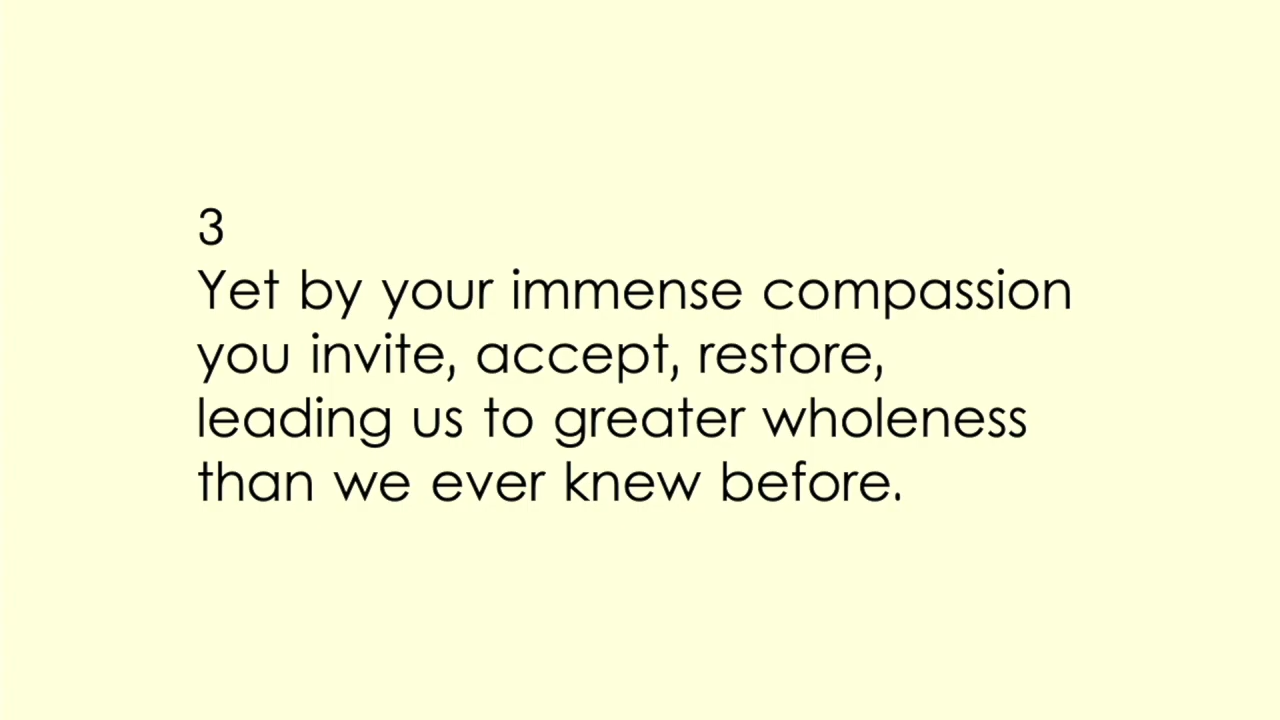 3
Yet by your immense compassion
you invite, accept, restore,
leading us to greater wholeness
than we ever knew before.